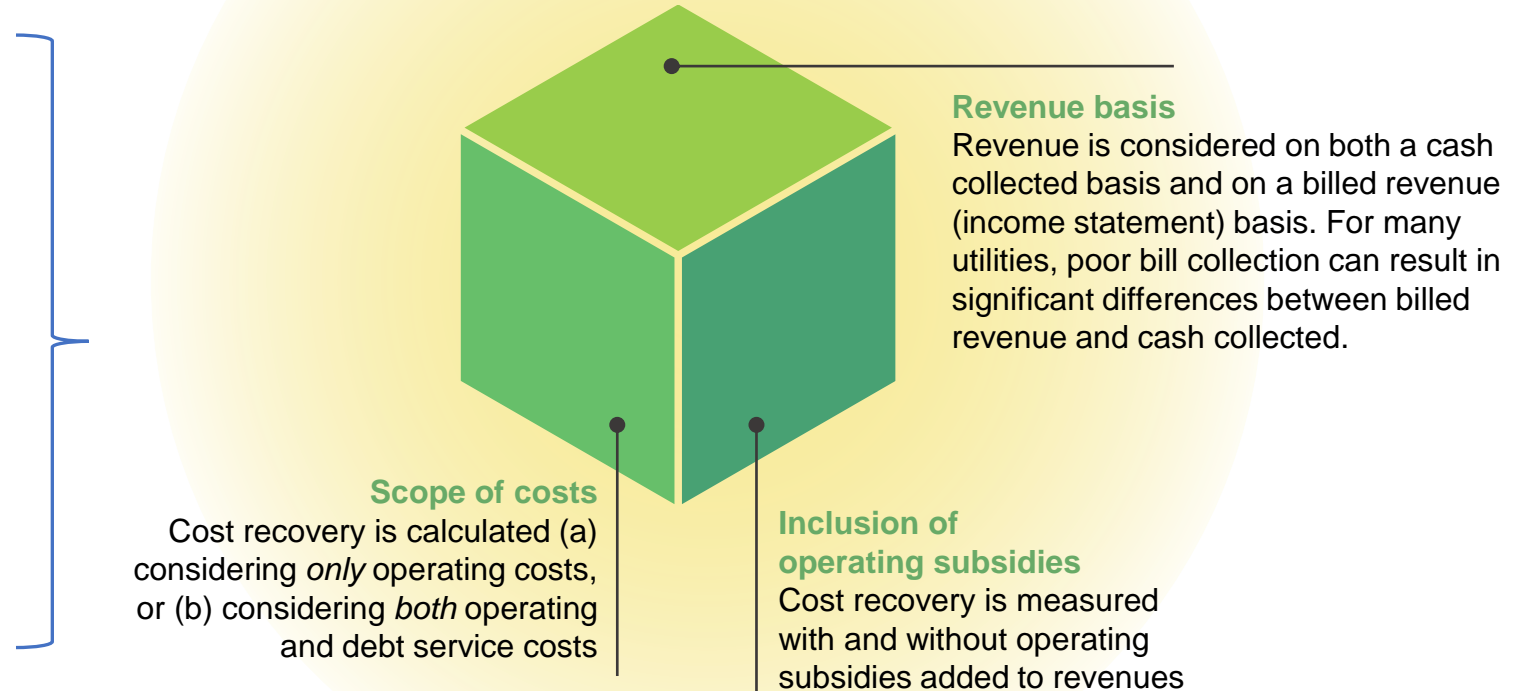 Revenue basis
Revenue is considered on both a cash
collected basis and on a billed revenue
(income statement) basis. For many
utilities, poor bill collection can result in
significant differences between billed
revenue and cash collected.
Scope of costs
Cost recovery is calculated (a)
considering only operating costs,
or (b) considering both operating
and debt service costs
Inclusion of
operating subsidies
Cost recovery is measured
with and without operating
subsidies added to revenues